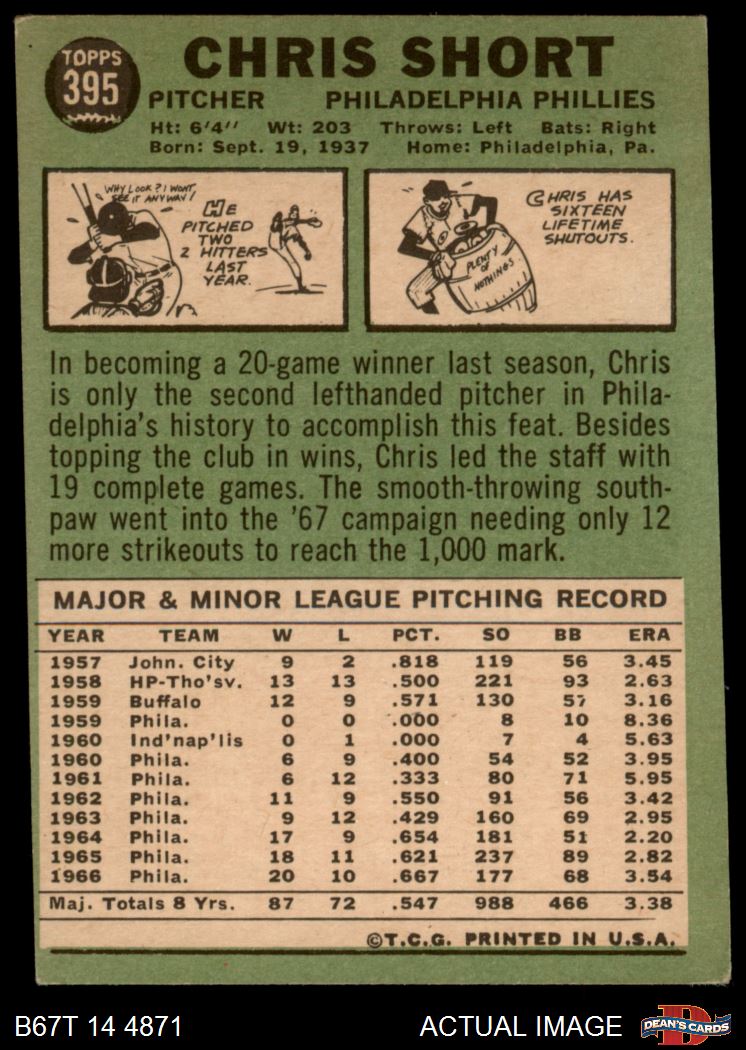 TOPPS
395
CHRIS SHORT
PITCHER PHILADELPHIA PHILLIES
Ht: 6'4" Wt: 203 Throws: Left Bats: Right
Born: Sept. 19, 1937 Home: Philadelphia, Pa.
WHY LOOK? I WON'T
SEE IT ANYWAY!
HE
PITCHED
TWO
2 HITTERS
LAST
YEAR.
PLENTY
OF
NOTHINGS
CHRIS HAS
SIXTEEN
LIFETIME
SHUTOUTS.
In becoming a 20-game winner last season, Chris
is only the second lefthanded pitcher in Phila-
delphia's history to accomplish this feat. Besides
topping the club in wins, Chris led the staff with
19 complete games. The smooth-throwing south-
paw went into the '67 campaign needing only 12
more strikeouts to reach the 1,000 mark.
MAJOR & MINOR LEAGUE PITCHING RECORD
YEAR TEAM W L PCT. SO BB ERA
1957 John. City 9 2 .818 119 56 3.45
1958 HP-Tho'sv. 13 13 .500 221 93 2.63
1959 Buffalo 12 9 .571 130 57 3.16
1959 Phila. 0 0 .000 8 10 8.36
1960 Ind'nap'lis 0 1 .000 7 4 5.63
1960 Phila. 6 9 .400 54 52 3.95
1961 Phila. 6 12 .333 80 71 5.95
1962 Phila. 11 9 .550 91 56 3.42
1963 Phila. 9 12 .429 160 69 2.95
1964 Phila. 17 9 .654 181 51 2.20
1965 Phila. 18 11 .621 237 89 2.82
1966 Phila. 20 10 .667 177 68 3.54
Maj. Totals 8 Yrs. 87 72 .547 988 466 3.38
©T.C.G. PRINTED IN U.S.A.
B67T 14 4871 ACTUAL IMAGE DEAN'S CARDS